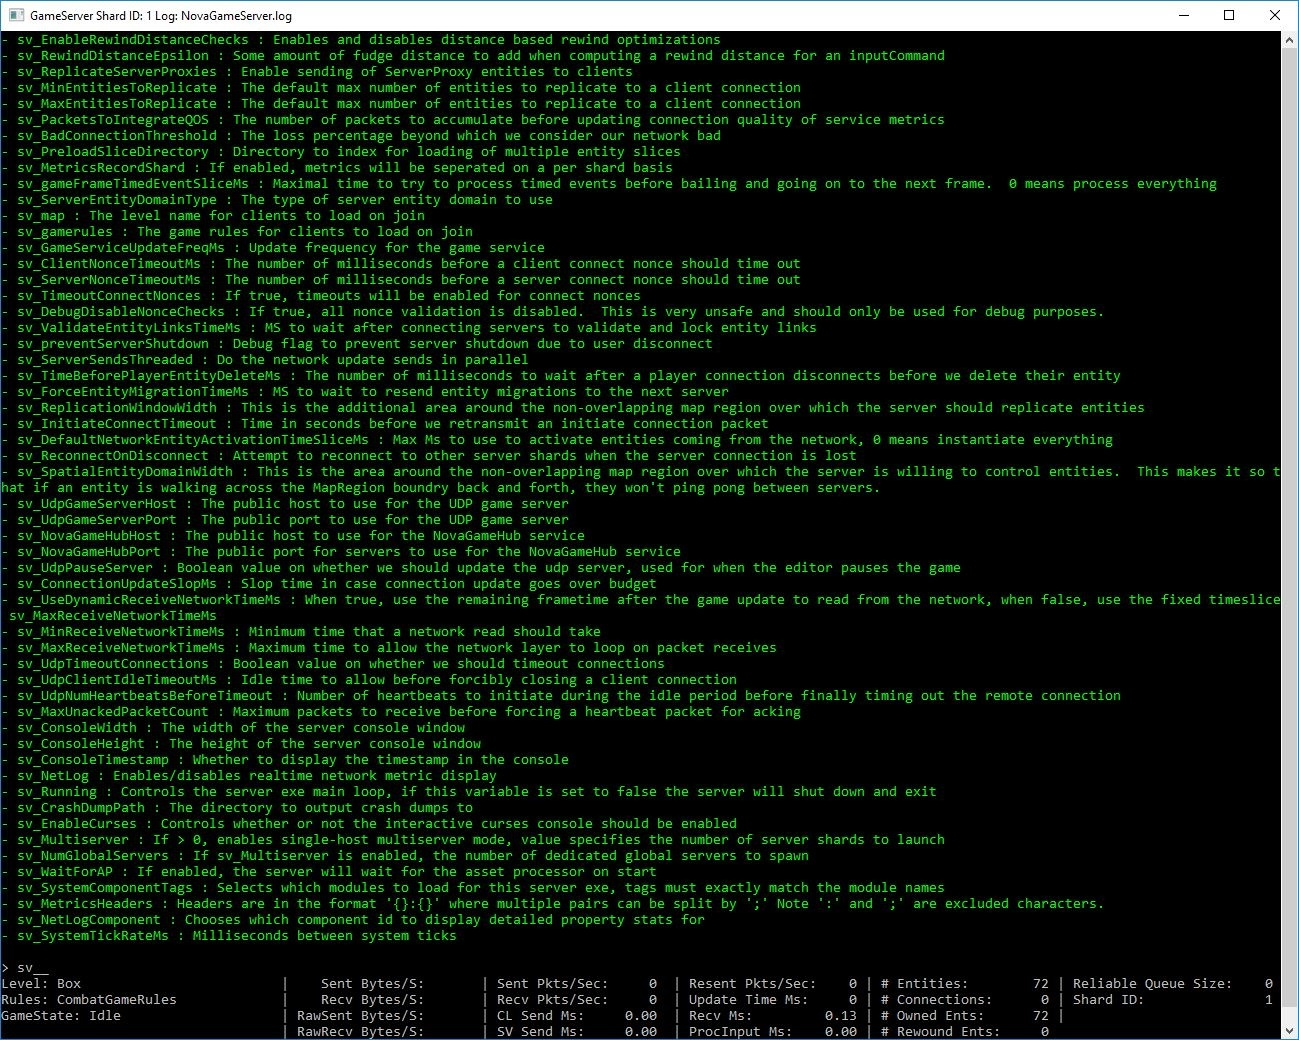 GameServer Shard ID: 1 Log: NovaGameServer.log
- sv_EnableRewindDistanceChecks : Enables and disables distance based rewind optimizations
- sv_RewindDistanceEpsilon : Some amount of fudge distance to add when computing a rewind distance for an inputCommand
- sv_ReplicateServerProxies : Enable sending of ServerProxy entities to clients
- sv_MinEntitiesToReplicate : The default max number of entities to replicate to a client connection
- sv_MaxEntitiesToReplicate : The default max number of entities to replicate to a client connection
- sv_PacketsToIntegrateQOS : The number of packets to accumulate before updating connection quality of service metrics
- sv_BadConnectionThreshold : The loss percentage beyond which we consider our network bad
- sv_PreloadSliceDirectory : Directory to index for loading of multiple entity slices
- sv_MetricsRecordShard : If enabled, metrics will be seperated on a per shard basis
- sv_gameFrameTimedEventSliceMs : Maximal time to try to process timed events before bailing and going on to the next frame.  0 means process everything
- sv_ServerEntityDomainType : The type of server entity domain to use
- sv_map : The level name for clients to load on join
- sv_gamerules : The game rules for clients to load on join
- sv_GameServiceUpdateFreqMs : Update frequency for the game service
- sv_ClientNonceTimeoutMs : The number of milliseconds before a client connect nonce should time out
- sv_ServerNonceTimeoutMs : The number of milliseconds before a server connect nonce should time out
- sv_TimeoutConnectNonces : If true, timeouts will be enabled for connect nonces
- sv_DebugDisableNonceChecks : If true, all nonce validation is disabled.  This is very unsafe and should only be used for debug purposes.
- sv_ValidateEntityLinksTimeMs : MS to wait after connecting servers to validate and lock entity links
- sv_preventServerShutdown : Debug flag to prevent server shutdown due to user disconnect
- sv_ServerSendsThreaded : Do the network update sends in parallel
- sv_TimeBeforePlayerEntityDeleteMs : The number of milliseconds to wait after a player connection disconnects before we delete their entity
- sv_ForceEntityMigrationTimeMs : MS to wait to resend entity migrations to the next server
- sv_ReplicationWindowWidth : This is the additional area around the non-overlapping map region over which the server should replicate entities
- sv_InitiateConnectTimeout : Time in seconds before we retransmit an initiate connection packet
- sv_DefaultNetworkEntityActivationTimeSliceMs : Max Ms to use to activate entities coming from the network, 0 means instantiate everything
- sv_ReconnectOnDisconnect : Attempt to reconnect to other server shards when the server connection is lost
- sv_SpatialEntityDomainWidth : This is the area around the non-overlapping map region over which the server is willing to control entities.  This makes it so t
hat if an entity is walking across the MapRegion boundry back and forth, they won't ping pong between servers.
- sv_UdpGameServerHost : The public host to use for the UDP game server
- sv_UdpGameServerPort : The public port to use for the UDP game server
- sv_NovaGameHubHost : The public host to use for the NovaGameHub service
- sv_NovaGameHubPort : The public port for servers to use for the NovaGameHub service
- sv_UdpPauseServer : Boolean value on whether we should update the udp server, used for when the editor pauses the game
- sv_ConnectionUpdateSlopMs : Slop time in case connection update goes over budget
- sv_UseDynamicReceiveNetworkTimeMs : When true, use the remaining frametime after the game update to read from the network, when false, use the fixed timeslice
sv_MaxReceiveNetworkTimeMs
- sv_MinReceiveNetworkTimeMs : Minimum time that a network read should take
- sv_MaxReceiveNetworkTimeMs : Maximum time to allow the network layer to loop on packet receives
- sv_UdpTimeoutConnections : Boolean value on whether we should timeout connections
- sv_UdpClientIdleTimeoutMs : Idle time to allow before forcibly closing a client connection
- sv_UdpNumHeartbeatsBeforeTimeout : Number of heartbeats to initiate during the idle period before finally timing out the remote connection
- sv_MaxUnackedPacketCount : Maximum packets to receive before forcing a heartbeat packet for acking
- sv_ConsoleWidth : The width of the server console window
- sv_ConsoleHeight : The height of the server console window
- sv_ConsoleTimestamp : Whether to display the timestamp in the console
- sv_NetLog : Enables/disables realtime network metric display
- sv_Running : Controls the server exe main loop, if this variable is set to false the server will shut down and exit
- sv_CrashDumpPath : The directory to output crash dumps to
- sv_EnableCurses : Controls whether or not the interactive curses console should be enabled
- sv_Multiserver : If > 0, enables single-host multiserver mode, value specifies the number of server shards to launch
- sv_NumGlobalServers : If sv_Multiserver is enabled, the number of dedicated global servers to spawn
- sv_WaitForAP : If enabled, the server will wait for the asset processor on start
- sv_SystemComponentTags : Selects which modules to load for this server exe, tags must exactly match the module names
- sv_MetricsHeaders : Headers are in the format '{}:{}' where multiple pairs can be split by ';' Note ':' and ';' are excluded characters.
- sv_NetLogComponent : Chooses which component id to display detailed property stats for
- sv_SystemTickRateMs : Milliseconds between system ticks
> sv__
Level: Box | Sent Bytes/S: | Sent Pkts/Sec: 0 | Resent Pkts/Sec: 0 | # Entities: 72 | Reliable Queue Size: 0
Rules: CombatGameRules | Recv Bytes/S: | Recv Pkts/Sec: 0 | Update Time Ms: 0 | # Connections: 0 | Shard ID: 1
GameState: Idle | RawSent Bytes/S: | CL Send Ms: 0.00 | Recv Ms: 0.13 | # Owned Ents: 72 |
| RawRecv Bytes/S: | SV Send Ms: 0.00 | ProcInput Ms: 0.00 | # Rewound Ents: 0